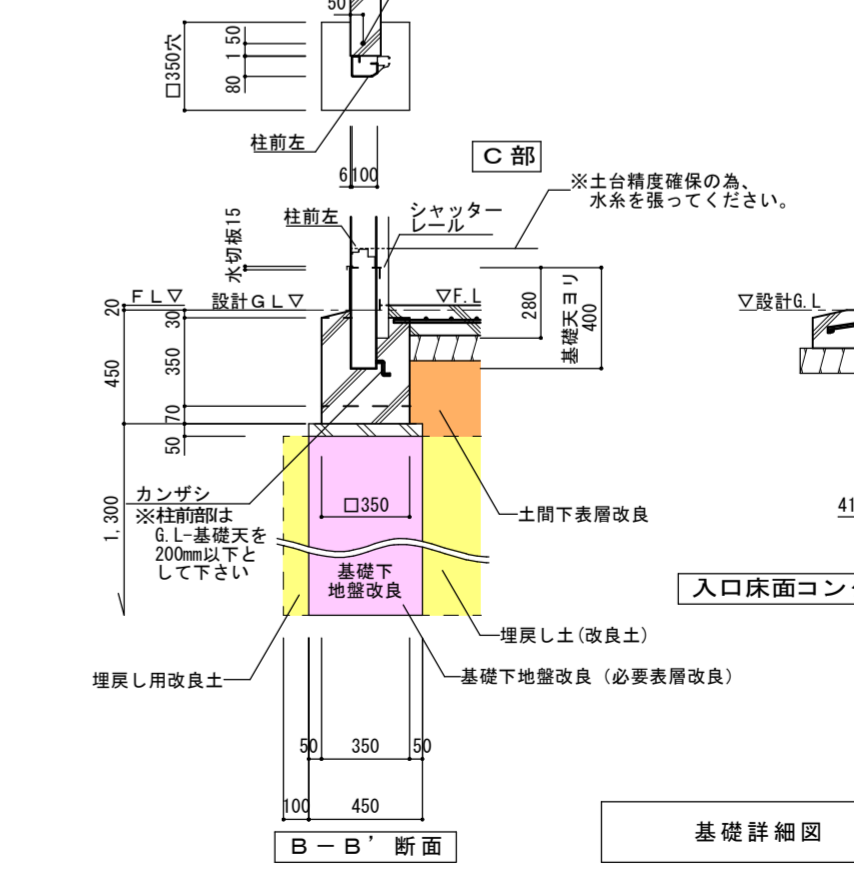 50
□350穴
50
1
80
柱前左
C部
6
100
※土台精度確保の為、
水糸を張ってください。
水切板15
柱前左
シャッター
レール
FL▽
設計GL▽
▽F.L
▽設計G.L
20
30
280
基礎天ヨリ
400
450
350
70
50
カンザシ
※柱前部は
G.L-基礎天を
200mm以下と
して下さい
1,300
□350
土間下表層改良
41
基礎下
地盤改良
入口床面コン
埋戻し土(改良土)
埋戻し用改良土
基礎下地盤改良（必要表層改良）
50
350
50
100
450
B－B’断面
基礎詳細図